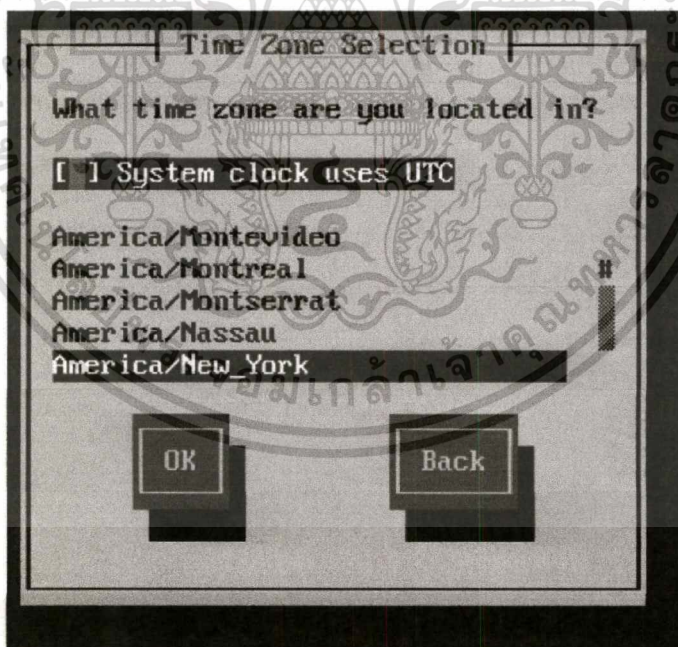 Time Zone Selection
What time zone are you located in?
[ ] System clock uses UTC
America/Montevideo
America/Montreal
#
America/Montserrat
America/Nassau
America/New_York
OK
Back